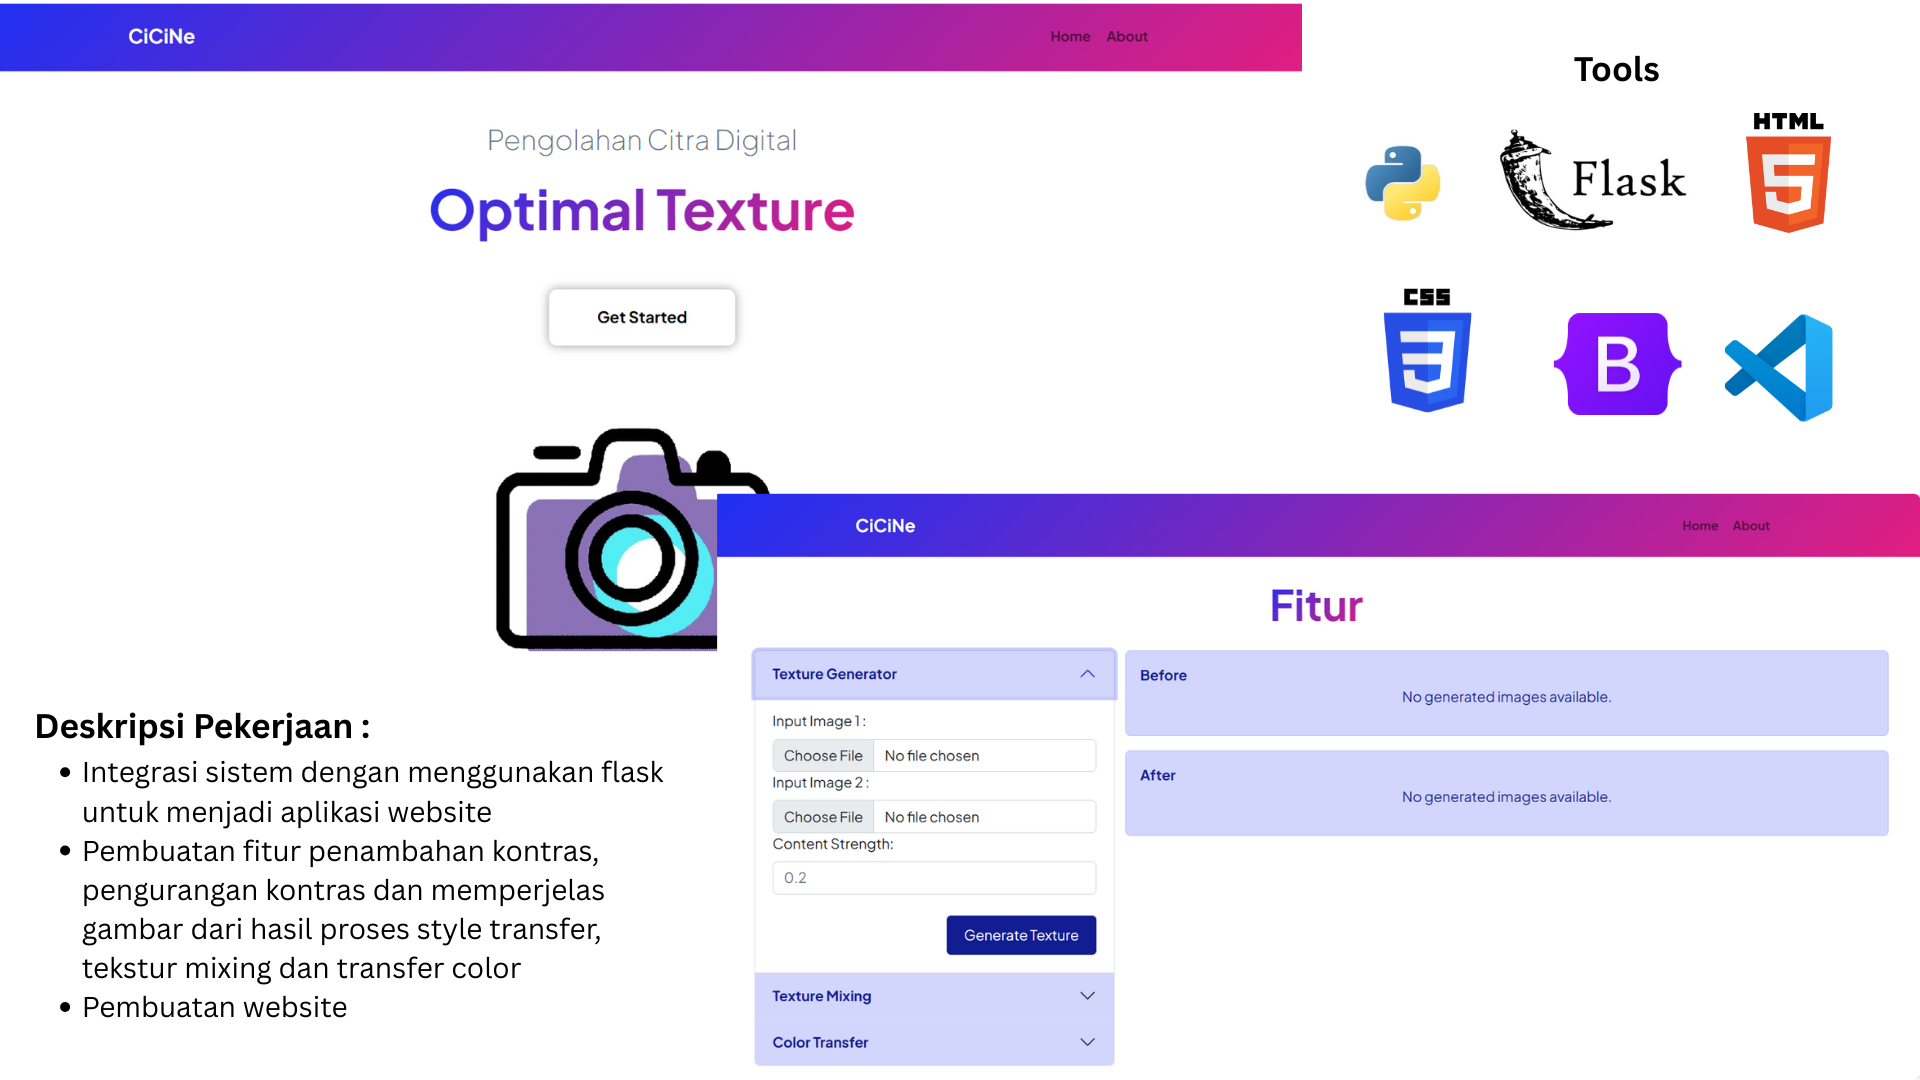 CiCiNe
Home About
Pengolahan Citra Digital
Optimal Texture
Get Started
Tools
HTML
5
Flask
CSS
3
B
CiCiNe
Home About
Fitur
Texture Generator
Input Image 1 :
Choose File No file chosen
Input Image 2 :
Choose File No file chosen
Content Strength:
0.2
Generate Texture
Texture Mixing
Color Transfer
Before
No generated images available.
After
No generated images available.
Deskripsi Pekerjaan :
• Integrasi sistem dengan menggunakan flask
untuk menjadi aplikasi website
• Pembuatan fitur penambahan kontras,
pengurangan kontras dan memperjelas
gambar dari hasil proses style transfer,
tekstur mixing dan transfer color
• Pembuatan website